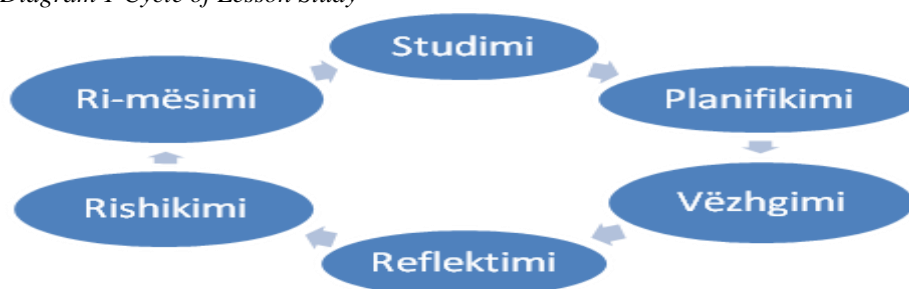 Diagram 1 Cycle of Lesson Study
Studimi
Planifikimi
Vëzhgimi
Reflektimi
Rishikimi
Ri-mësimi